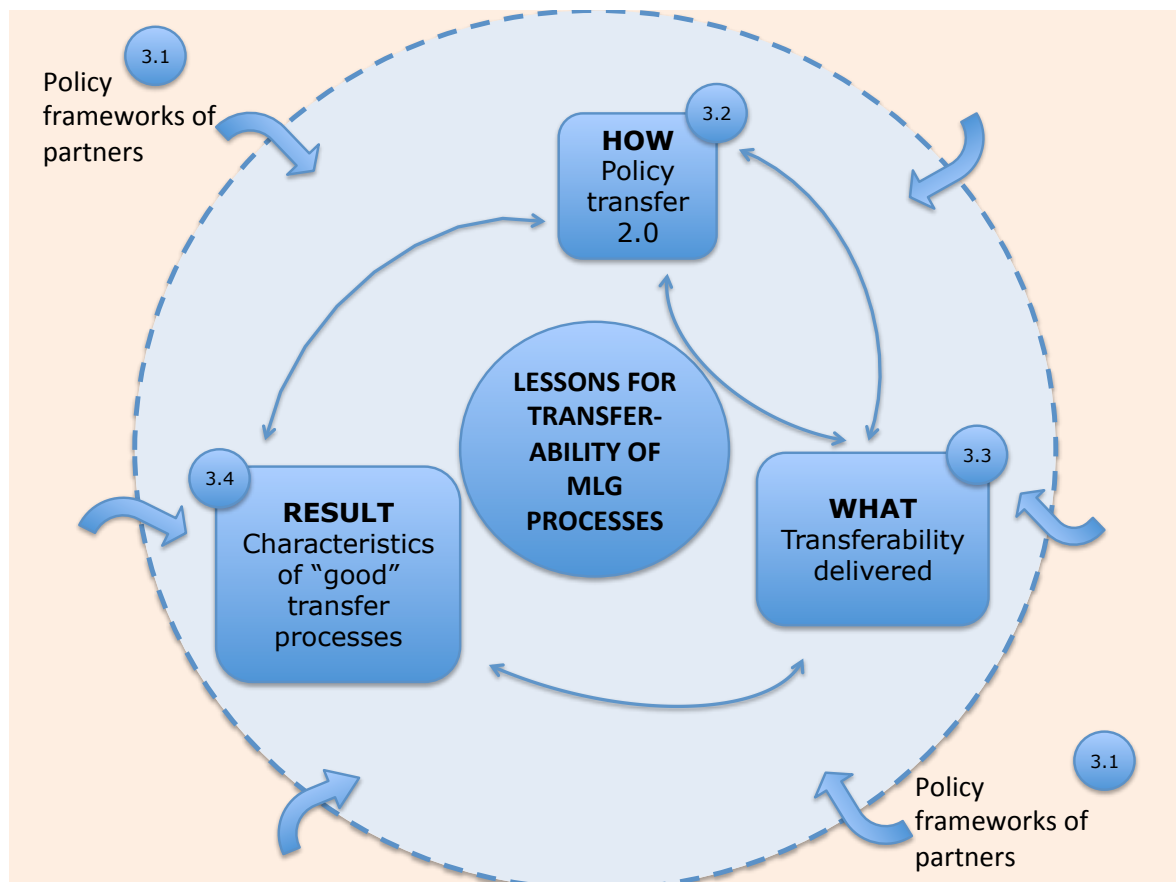 3.1
Policy
frameworks of
partners
3.2
HOW
Policy
transfer
2.0
LESSONS FOR
TRANSFER-
ABILITY OF
MLG
PROCESSES
3.4
RESULT
Characteristics
of “good”
transfer
processes
3.3
WHAT
Transferability
delivered
3.1
Policy
frameworks of
partners